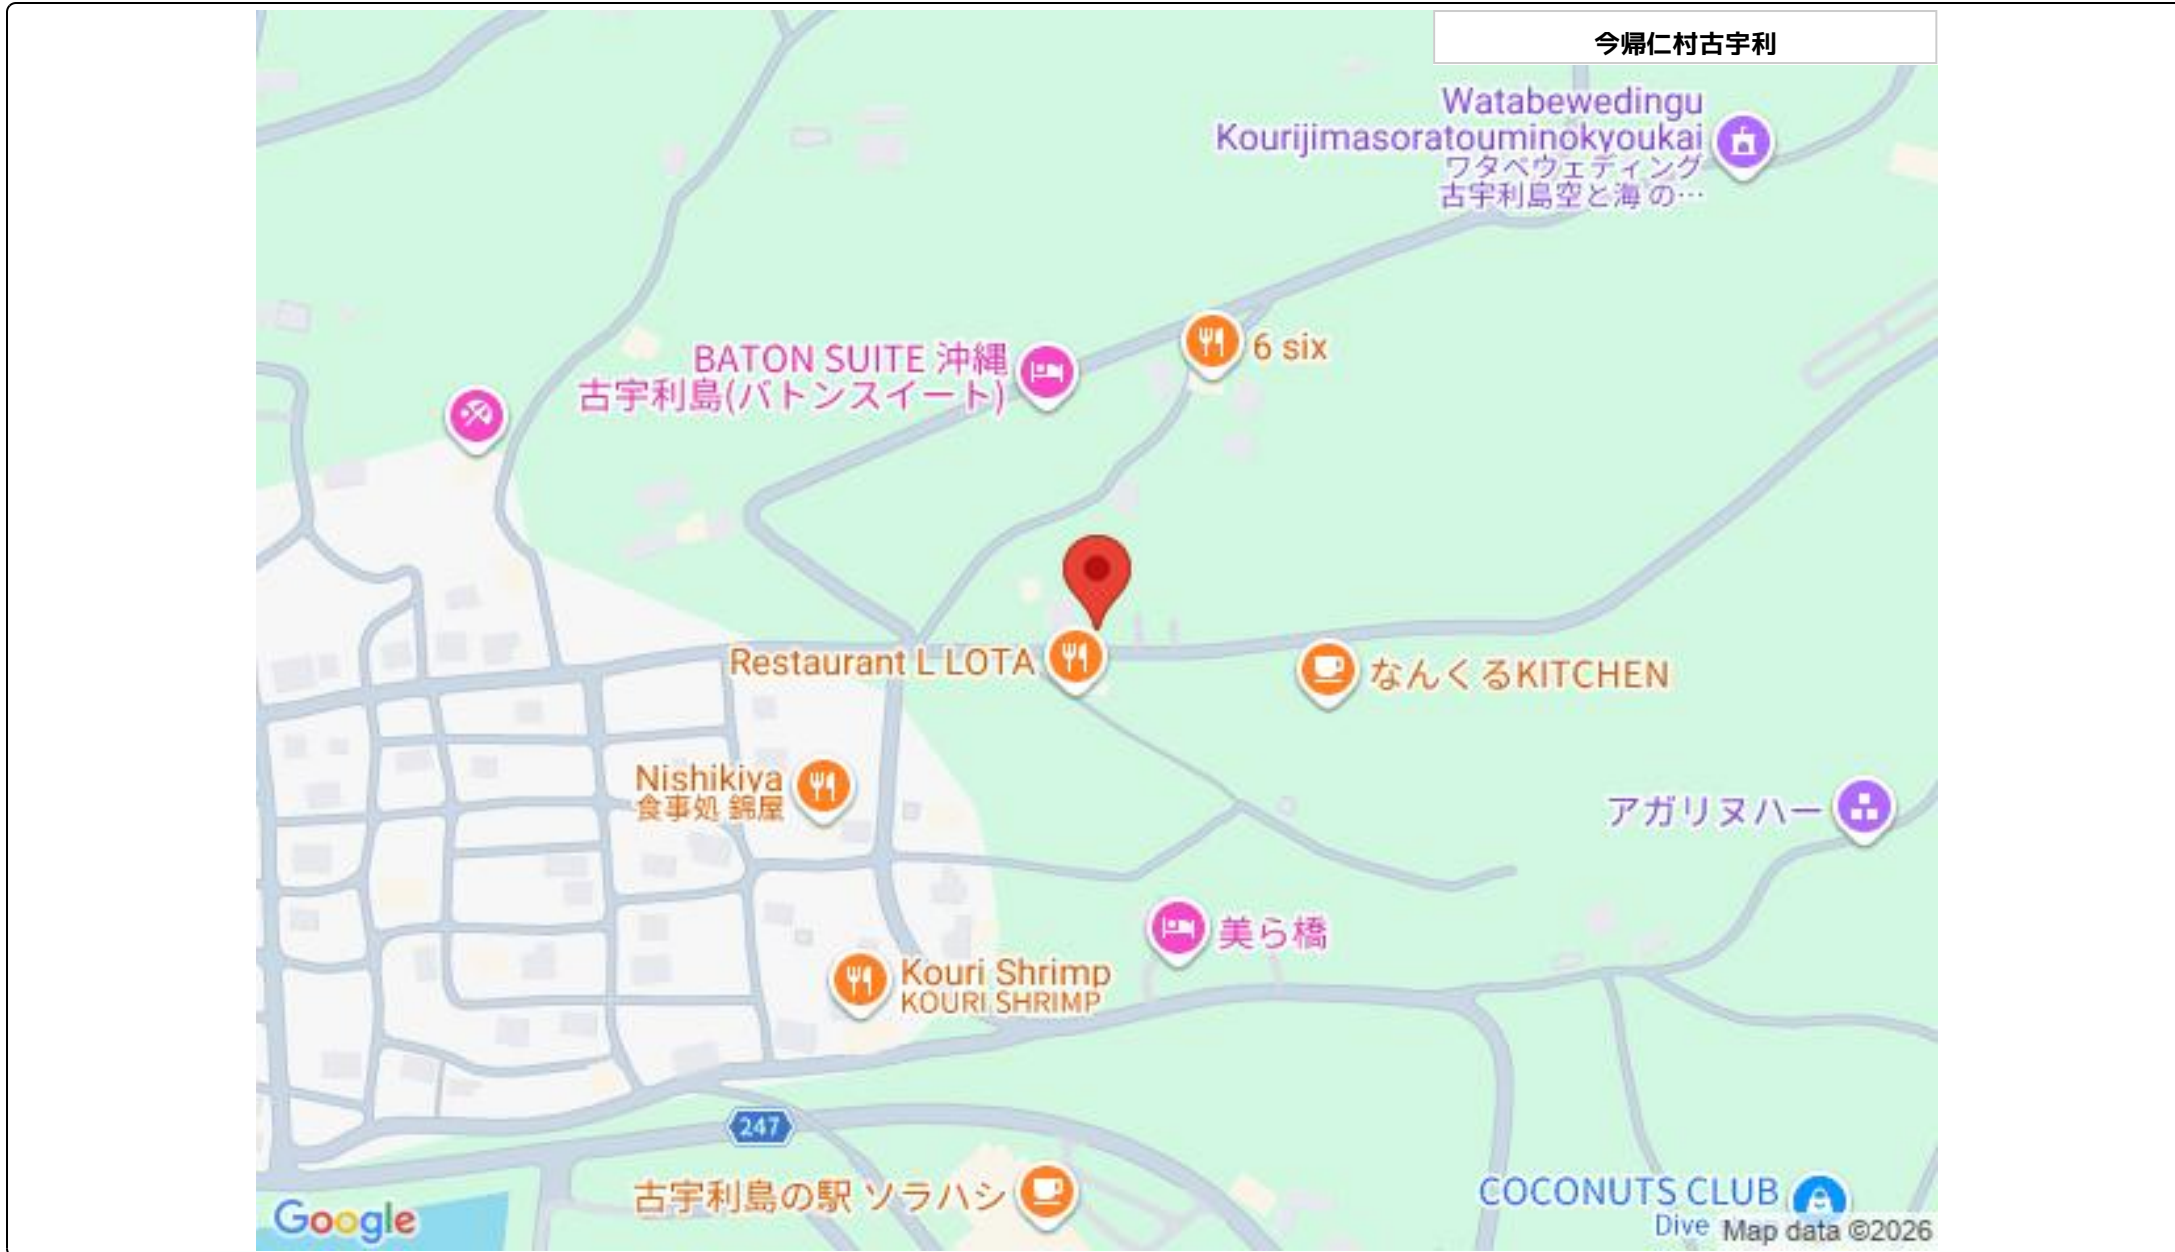 今帰仁村古宇利
Watabewedingu
Kourijimasoratouminokyoukai
ワタベウェディング
古宇利島空と海の…
6 six
BATON SUITE 沖縄
古宇利島(バトンスイート)
Restaurant L LOTA
なんくるKITCHEN
Nishikiya
食事処 錦屋
アガリヌハー
美ら橋
Kouri Shrimp
KOURI SHRIMP
247
古宇利島の駅 ソラハシ
COCONUTS CLUB
Dive
Google
Map data ©2026